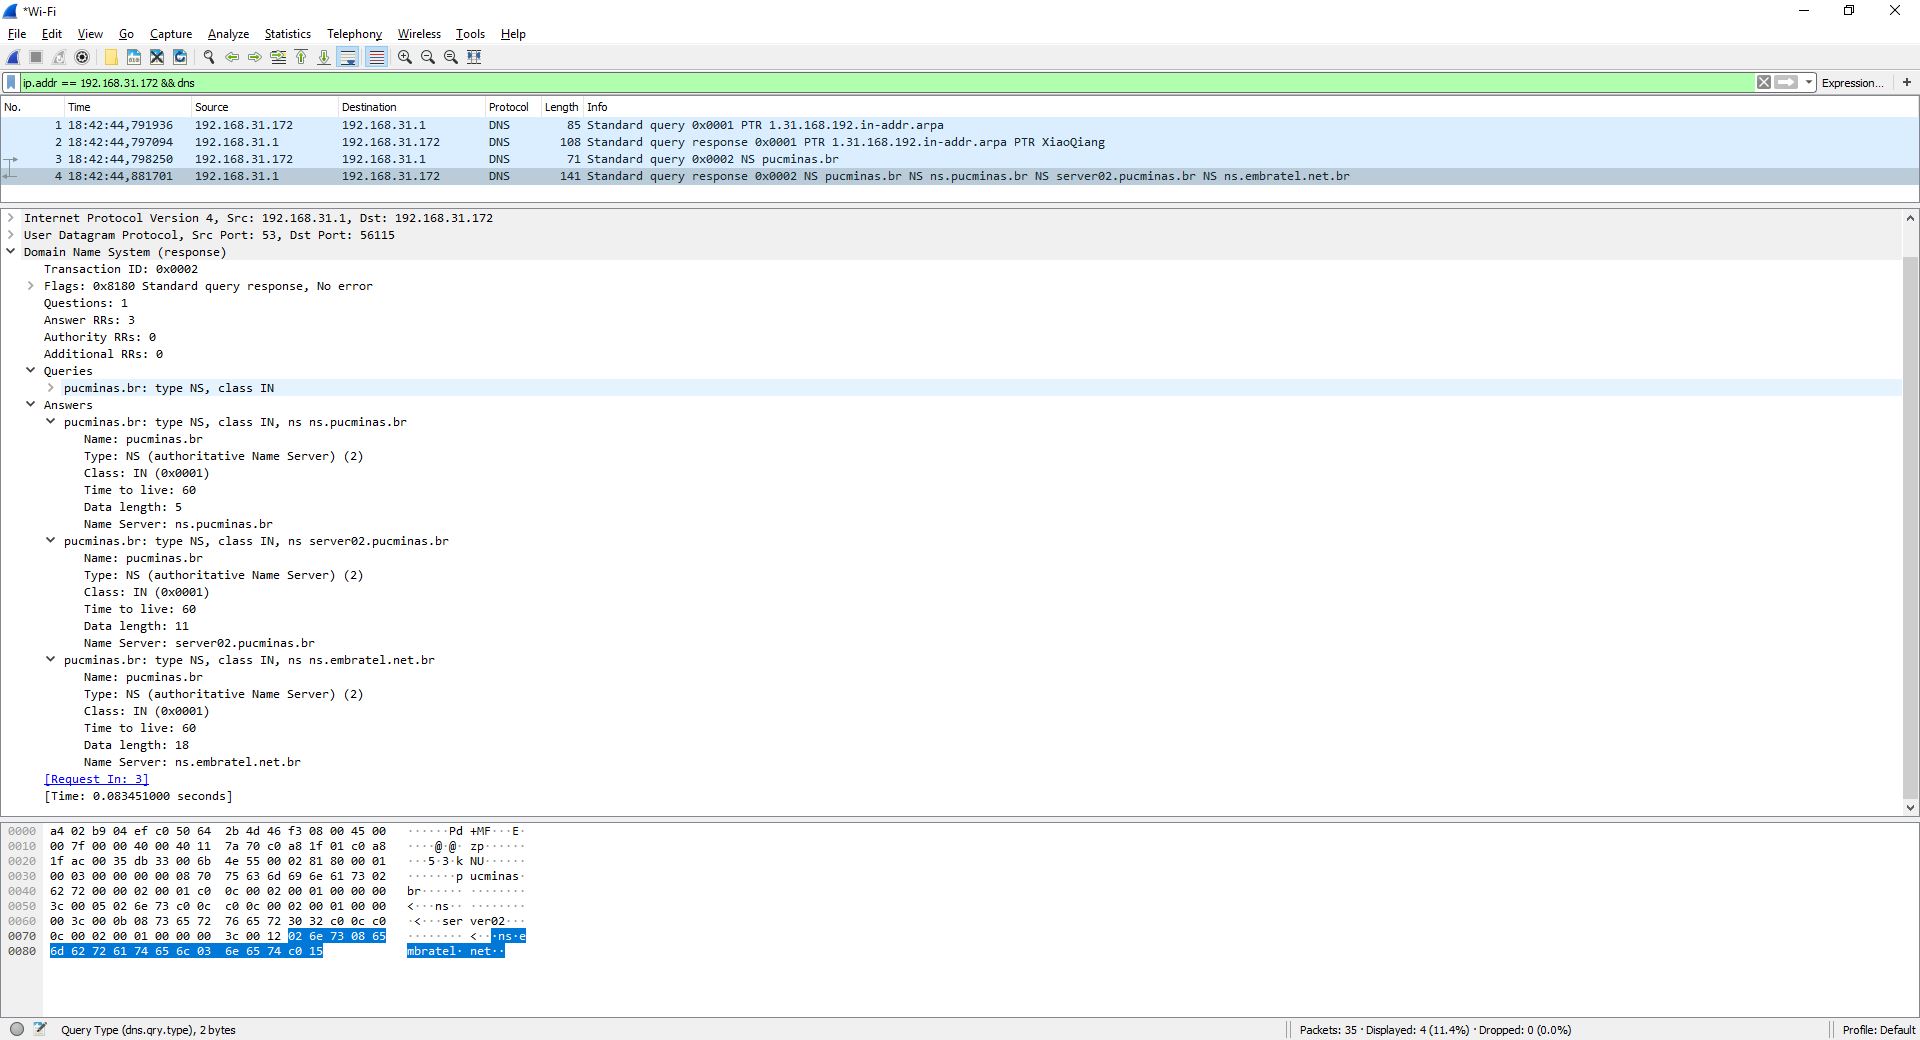 *Wi-Fi
File Edit View Go Capture Analyze Statistics Telephony Wireless Tools Help
ip.addr == 192.168.31.172 && dns Expression... +
No. Time Source Destination Protocol Length Info
1 18:42:44,791936 192.168.31.172 192.168.31.1 DNS 85 Standard query 0x0001 PTR 1.31.168.192.in-addr.arpa
2 18:42:44,797094 192.168.31.1 192.168.31.172 DNS 108 Standard query response 0x0001 PTR 1.31.168.192.in-addr.arpa PTR XiaoQiang
3 18:42:44,798250 192.168.31.172 192.168.31.1 DNS 71 Standard query 0x0002 NS pucminas.br
4 18:42:44,881701 192.168.31.1 192.168.31.172 DNS 141 Standard query response 0x0002 NS pucminas.br NS ns.pucminas.br NS server02.pucminas.br NS ns.embratel.net.br
Internet Protocol Version 4, Src: 192.168.31.1, Dst: 192.168.31.172
User Datagram Protocol, Src Port: 53, Dst Port: 56115
Domain Name System (response)
Transaction ID: 0x0002
Flags: 0x8180 Standard query response, No error
Questions: 1
Answer RRs: 3
Authority RRs: 0
Additional RRs: 0
Queries
pucminas.br: type NS, class IN
Answers
pucminas.br: type NS, class IN, ns ns.pucminas.br
Name: pucminas.br
Type: NS (authoritative Name Server) (2)
Class: IN (0x0001)
Time to live: 60
Data length: 5
Name Server: ns.pucminas.br
pucminas.br: type NS, class IN, ns server02.pucminas.br
Name: pucminas.br
Type: NS (authoritative Name Server) (2)
Class: IN (0x0001)
Time to live: 60
Data length: 11
Name Server: server02.pucminas.br
pucminas.br: type NS, class IN, ns ns.embratel.net.br
Name: pucminas.br
Type: NS (authoritative Name Server) (2)
Class: IN (0x0001)
Time to live: 60
Data length: 18
Name Server: ns.embratel.net.br
[Request In: 3]
[Time: 0.083451000 seconds]
0000 a4 02 b9 04 ef c0 50 64 2b 4d 46 f3 08 00 45 00 ······Pd +MF···E·
0010 00 7f 00 00 40 00 40 11 7a 70 c0 a8 1f 01 c0 a8 ····@·@· zp······
0020 1f ac 00 35 db 33 00 6b 4e 55 00 02 81 80 00 01 ···5·3·k NU······
0030 00 03 00 00 00 00 08 70 75 63 6d 69 6e 61 73 02 ·······p ucminas·
0040 62 72 00 00 02 00 01 c0 0c 00 02 00 01 00 00 00 br······ ········
0050 3c 00 05 02 6e 73 c0 0c c0 0c 00 02 00 01 00 00 <···ns·· ········
0060 00 3c 00 0b 08 73 65 72 76 65 72 30 32 c0 0c c0 ·<···ser ver02···
0070 0c 00 02 00 01 00 00 00 3c 00 12 02 6e 73 08 65 ········ <···ns·e
0080 6d 62 72 61 74 65 6c 03 6e 65 74 c0 15 mbratel· net··
Query Type (dns.qry.type), 2 bytes Packets: 35 · Displayed: 4 (11.4%) · Dropped: 0 (0.0%) Profile: Default